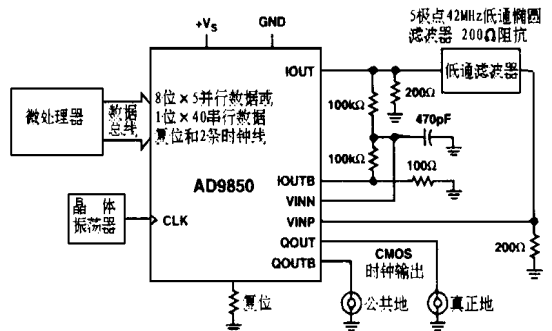 +Vs
GND
5极点42MHz低通椭圆
滤波器 200Ω阻抗
IOUT
低通滤波器
200Ω
100kΩ
470pF
微处理器
数据
总线
8位×5并行数据或
1位×40串行数据
复位和2条时钟线
100kΩ
100Ω
AD9850
IOUTB
VINN
晶体
振荡器
CLK
VINP
QOUT
QOUTB
CMOS
时钟输出
200Ω
复位
公共地
真正地